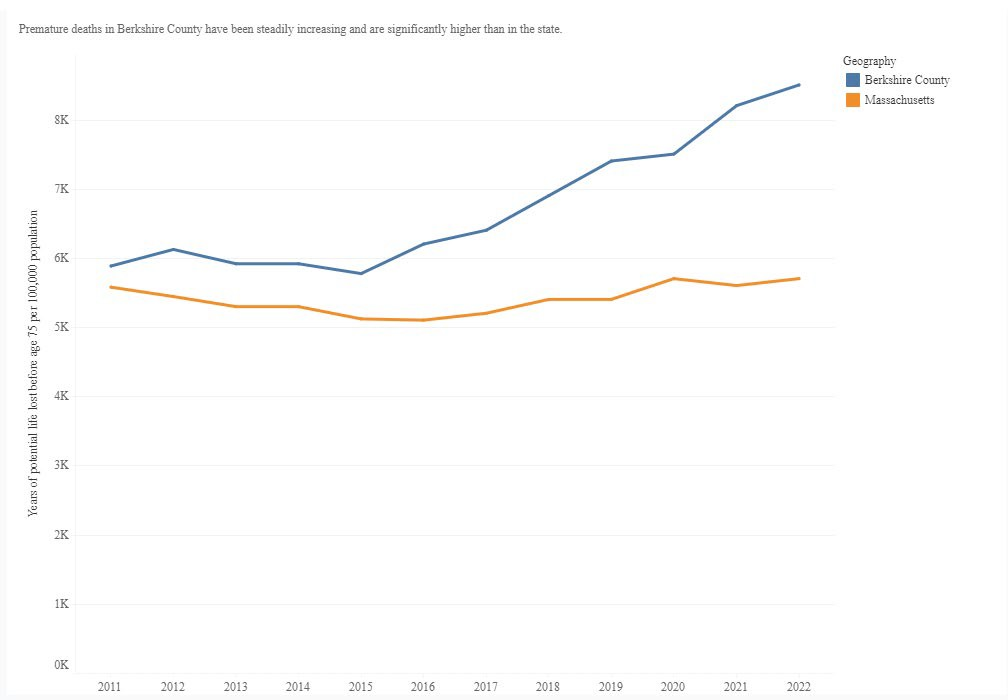 Premature deaths in Berkshire County have been steadily increasing and are significantly higher than in the state.
Geography
Berkshire County
Massachusetts
Years of potential life lost before age 75 per 100,000 population
8K
7K
6K
5K
4K
3K
2K
1K
0K
2011 2012 2013 2014 2015 2016 2017 2018 2019 2020 2021 2022